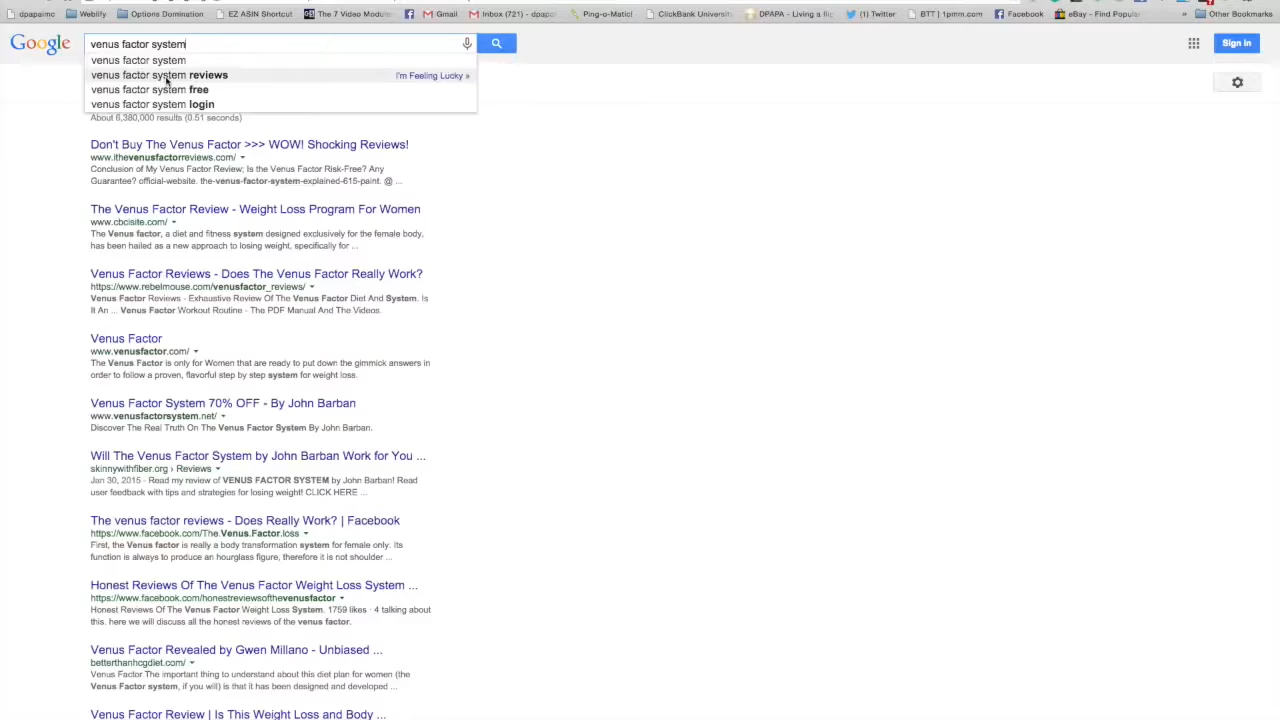 dpapaimc Webilly Options Domination EZ ASIN Shortcut The 7 Video Modules Gmail Inbox (721) - dpapa Ping-o-Matic! ClickBank University DPAPA - Living a lif (1) Twitter BTT | 1pmm.com Facebook eBay - Find Popular » Other Bookmarks
Google venus factor system Sign in
venus factor system
venus factor system reviews I'm Feeling Lucky »
venus factor system free
venus factor system login
About 6,380,000 results (0.51 seconds)
Don't Buy The Venus Factor >>> WOW! Shocking Reviews!
www.ithevenusfactorreviews.com/
Conclusion of My Venus Factor Review; Is the Venus Factor Risk-Free? Any
Guarantee? official-website. the-venus-factor-system-explained-615-paint. @ ...
The Venus Factor Review - Weight Loss Program For Women
www.cbcisite.com/
The Venus factor, a diet and fitness system designed exclusively for the female body,
has been hailed as a new approach to losing weight, specifically for ...
Venus Factor Reviews - Does The Venus Factor Really Work?
https://www.rebelmouse.com/venusfactor_reviews/
Venus Factor Reviews - Exhaustive Review Of The Venus Factor Diet And System. Is
It An ... Venus Factor Workout Routine - The PDF Manual And The Videos.
Venus Factor
www.venusfactor.com/
The Venus Factor is only for Women that are ready to put down the gimmick answers in
order to follow a proven, flavorful step by step system for weight loss.
Venus Factor System 70% OFF - By John Barban
www.venusfactorsystem.net/
Discover The Real Truth On The Venus Factor System By John Barban.
Will The Venus Factor System by John Barban Work for You ...
skinnywithfiber.org › Reviews
Jan 30, 2015 - Read my review of VENUS FACTOR SYSTEM by John Barban! Read
user feedback with tips and strategies for losing weight! CLICK HERE ...
The venus factor reviews - Does Really Work? | Facebook
https://www.facebook.com/The.Venus.Factor.loss
First, the Venus factor is really a body transformation system for female only. Its
function is always to produce an hourglass figure, therefore it is not shoulder ...
Honest Reviews Of The Venus Factor Weight Loss System ...
https://www.facebook.com/honestreviewsofthevenusfactor
Honest Reviews Of The Venus Factor Weight Loss System. 1759 likes · 4 talking about
this. here we will discuss all the honest reviews of the venus factor.
Venus Factor Revealed by Gwen Millano - Unbiased ...
betterthanhcgdiet.com/
Venus Factor The important thing to understand about this diet plan for women (the
Venus Factor system, if you will) is that it has been designed and developed ...
Venus Factor Review | Is This Weight Loss and Body ...